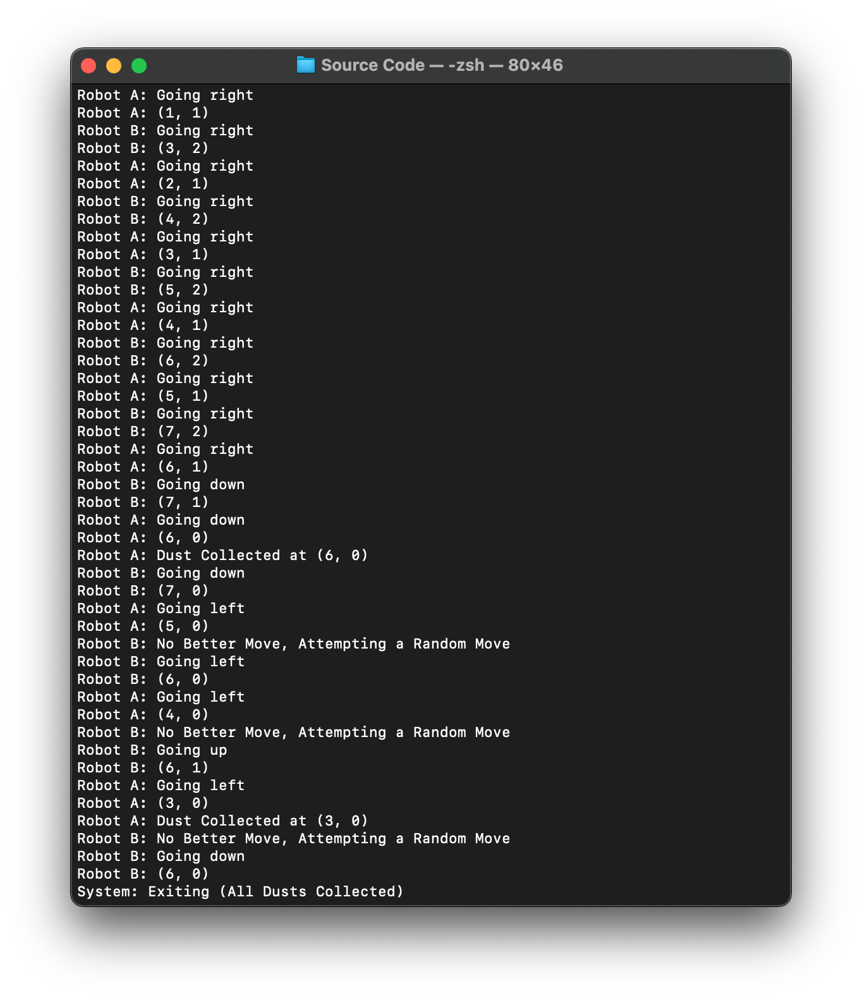 Source Code — -zsh — 80×46
Robot A: Going right
Robot A: (1, 1)
Robot B: Going right
Robot B: (3, 2)
Robot A: Going right
Robot A: (2, 1)
Robot B: Going right
Robot B: (4, 2)
Robot A: Going right
Robot A: (3, 1)
Robot B: Going right
Robot B: (5, 2)
Robot A: Going right
Robot A: (4, 1)
Robot B: Going right
Robot B: (6, 2)
Robot A: Going right
Robot A: (5, 1)
Robot B: Going right
Robot B: (7, 2)
Robot A: Going right
Robot A: (6, 1)
Robot B: Going down
Robot B: (7, 1)
Robot A: Going down
Robot A: (6, 0)
Robot A: Dust Collected at (6, 0)
Robot B: Going down
Robot B: (7, 0)
Robot A: Going left
Robot A: (5, 0)
Robot B: No Better Move, Attempting a Random Move
Robot B: Going left
Robot B: (6, 0)
Robot A: Going left
Robot A: (4, 0)
Robot B: No Better Move, Attempting a Random Move
Robot B: Going up
Robot B: (6, 1)
Robot A: Going left
Robot A: (3, 0)
Robot A: Dust Collected at (3, 0)
Robot B: No Better Move, Attempting a Random Move
Robot B: Going down
Robot B: (6, 0)
System: Exiting (All Dusts Collected)